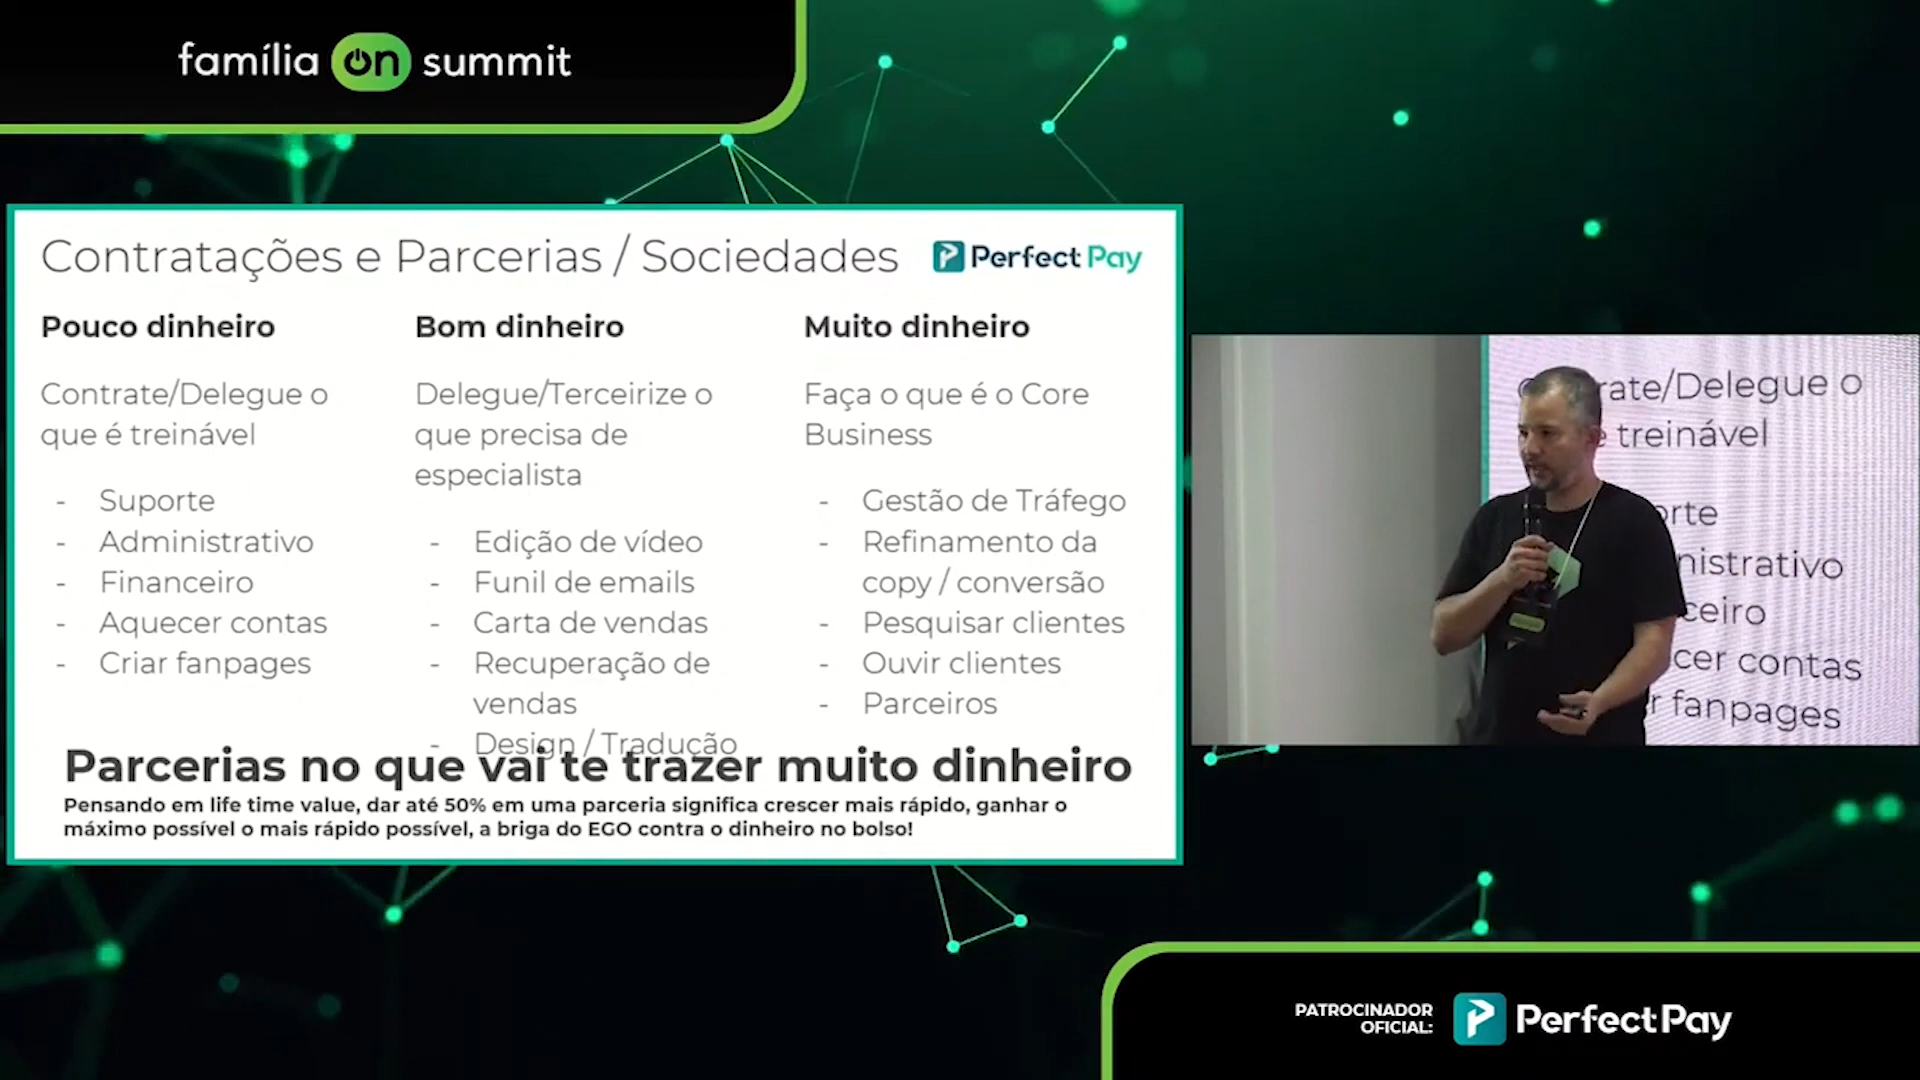 família on summit
Contratações e Parcerias / Sociedades
Perfect Pay
Pouco dinheiro
Contrate/Delegue o
que é treinável
- Suporte
- Administrativo
- Financeiro
- Aquecer contas
- Criar fanpages
Bom dinheiro
Delegue/Terceirize o
que precisa de
especialista
- Edição de vídeo
- Funil de emails
- Carta de vendas
- Recuperação de
vendas
- Design / Tradução
Muito dinheiro
Faça o que é o Core
Business
- Gestão de Tráfego
- Refinamento da
copy / conversão
- Pesquisar clientes
- Ouvir clientes
- Parceiros
Parcerias no que vai te trazer muito dinheiro
Pensando em life time value, dar até 50% em uma parceria significa crescer mais rápido, ganhar o
máximo possível o mais rápido possível, a briga do EGO contra o dinheiro no bolso!
rate/Delegue o
treinável
orte
nistrativo
ceiro
cer contas
r fanpages
PATROCINADOR
OFICIAL:
PerfectPay